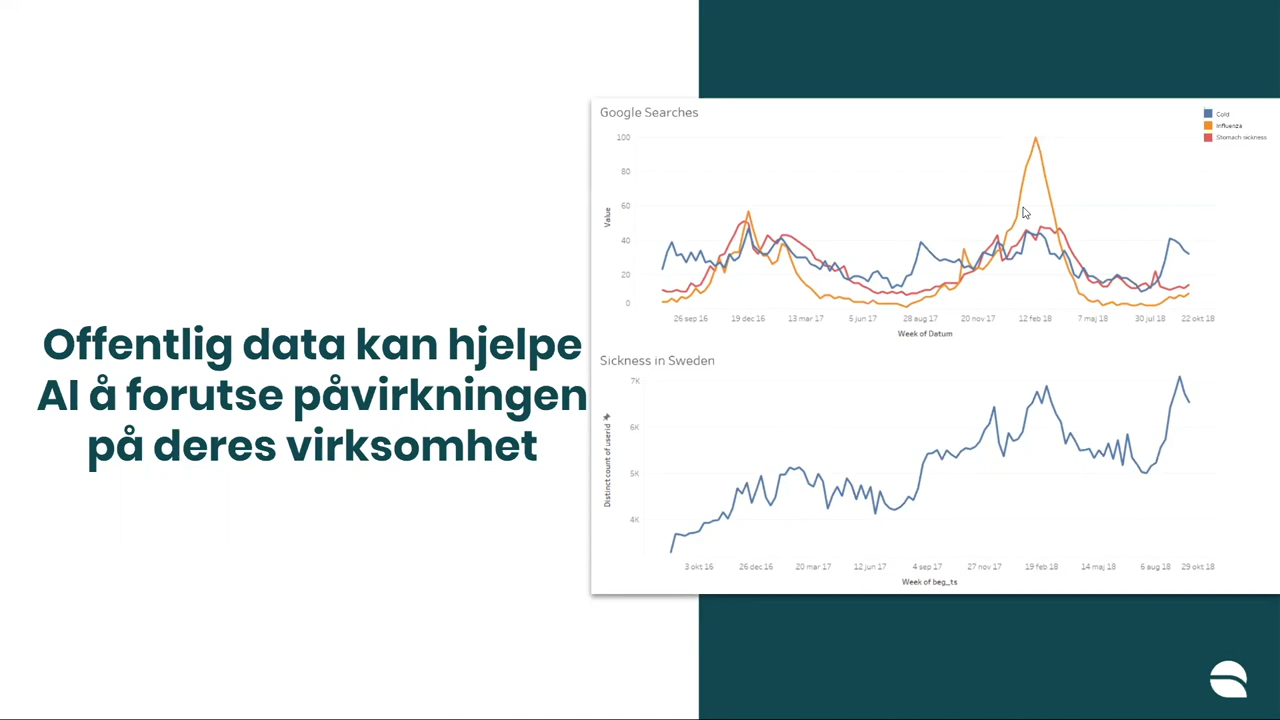 Offentlig data kan hjelpe
AI å forutse påvirkningen
på deres virksomhet
Google Searches
Cold
Influenza
Stomach sickness
100
80
60
40
20
0
Value
26 sep 16 19 dec 16 13 mar 17 5 jun 17 28 aug 17 20 nov 17 12 feb 18 7 maj 18 30 jul 18 22 okt 18
Week of Datum
Sickness in Sweden
7K
6K
5K
4K
Distinct count of userid
3 okt 16 26 dec 16 20 mar 17 12 jun 17 4 sep 17 27 nov 17 19 feb 18 14 maj 18 6 aug 18 29 okt 18
Week of beg_ts